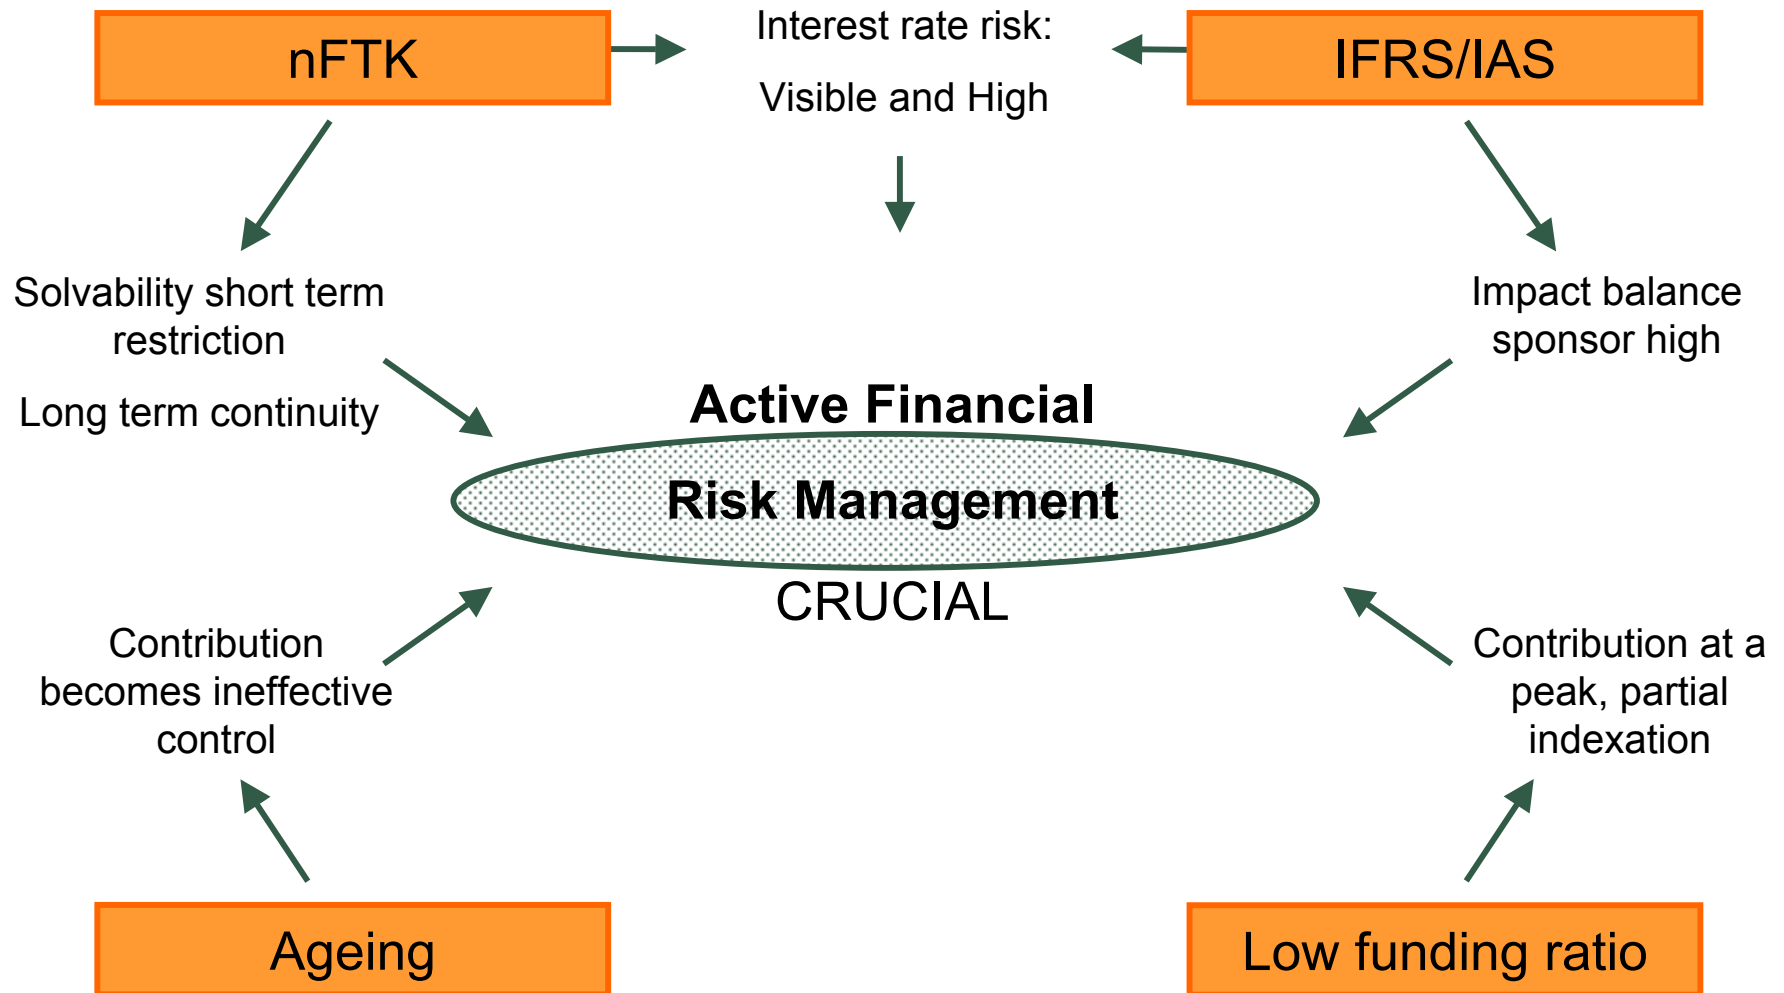 nFTK
Interest rate risk:
Visible and High
IFRS/IAS
Solvability short term
restriction
Long term continuity
Impact balance
sponsor high
Active Financial
Risk Management
CRUCIAL
Contribution
becomes ineffective
control
Contribution at a
peak, partial
indexation
Ageing
Low funding ratio